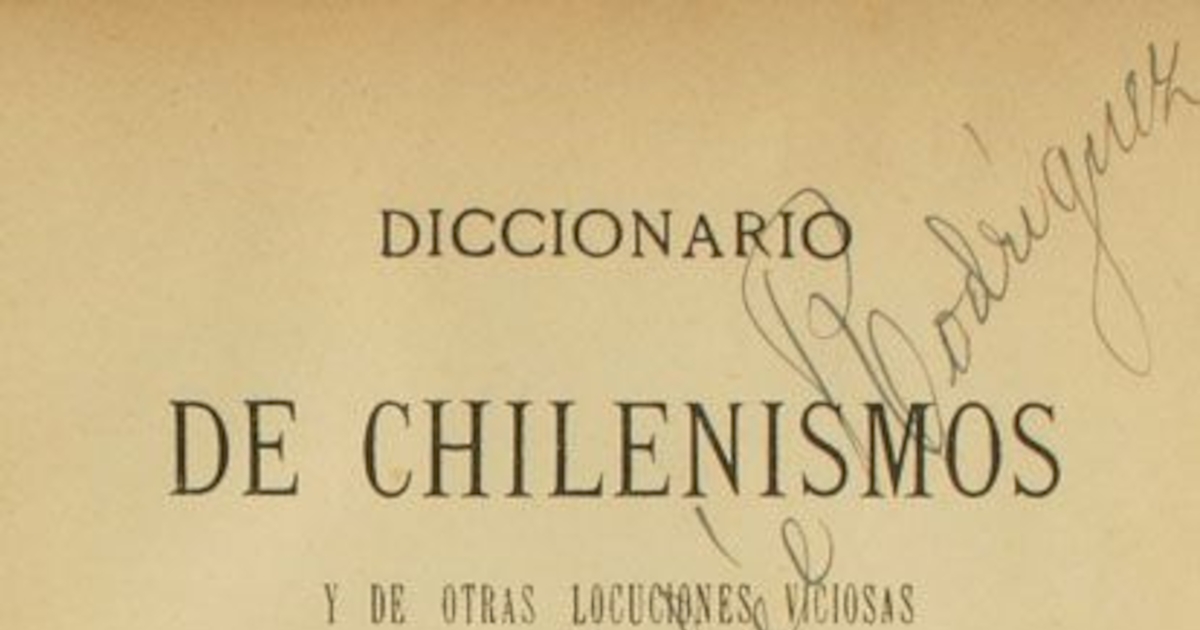 DICCIONARIO
DE CHILENISMOS
Y DE OTRAS LOCUCIONES VICIOSAS
Rodríguez